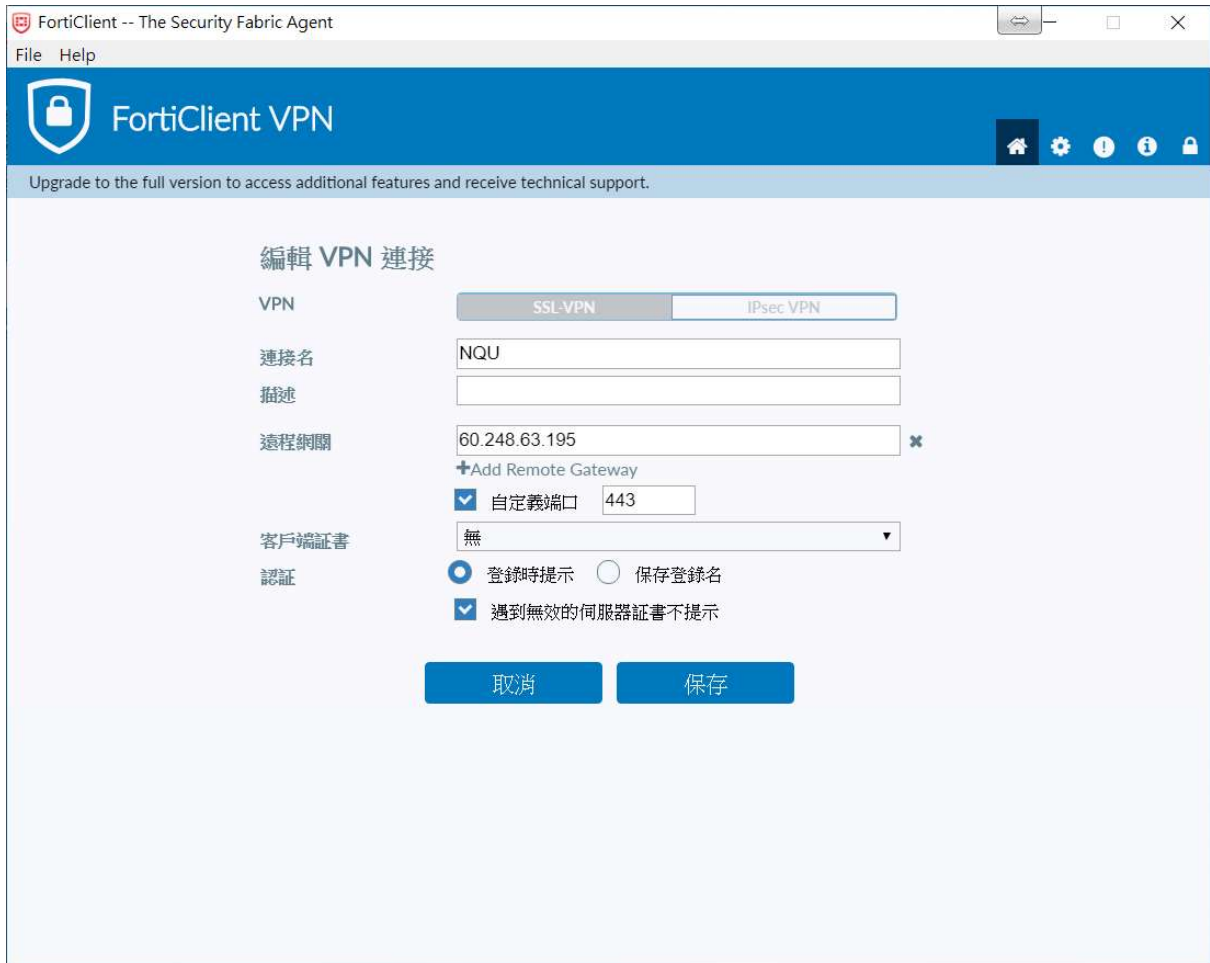 FortiClient -- The Security Fabric Agent
File Help
FortiClient VPN
Upgrade to the full version to access additional features and receive technical support.
編輯 VPN 連接
VPN SSL-VPN IPsec VPN
連接名 NQU
描述
遠程網關 60.248.63.195
+Add Remote Gateway
自定義端口 443
客戶端証書 無
認証 登錄時提示 保存登錄名
遇到無效的伺服器証書不提示
取消 保存